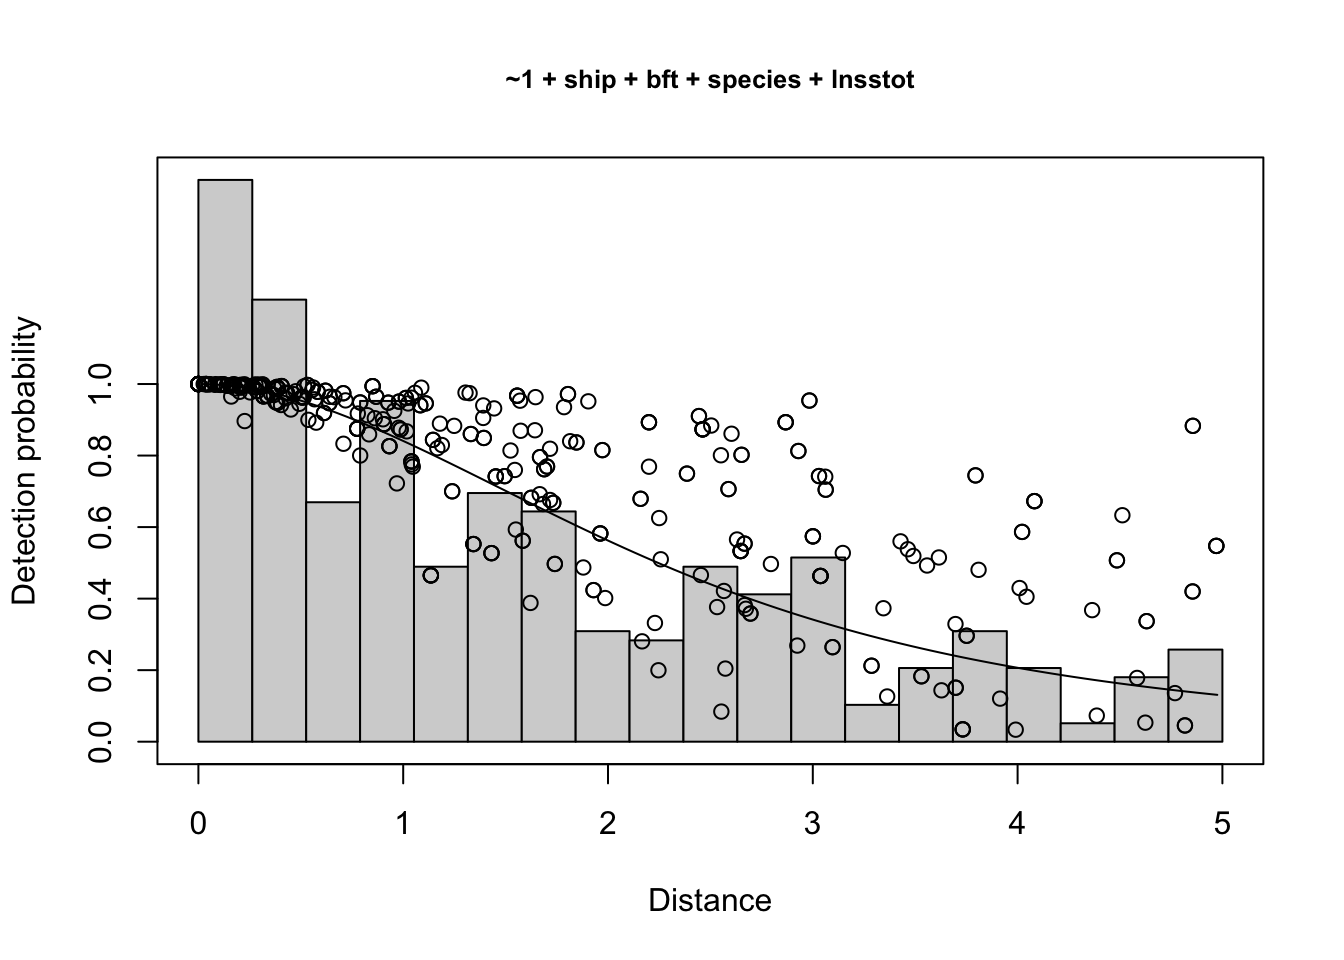 ~1 + ship + bft + species + lnsstot
Detection probability
1.0
0.8
0.6
0.4
0.2
0.0
0 1 2 3 4 5
Distance